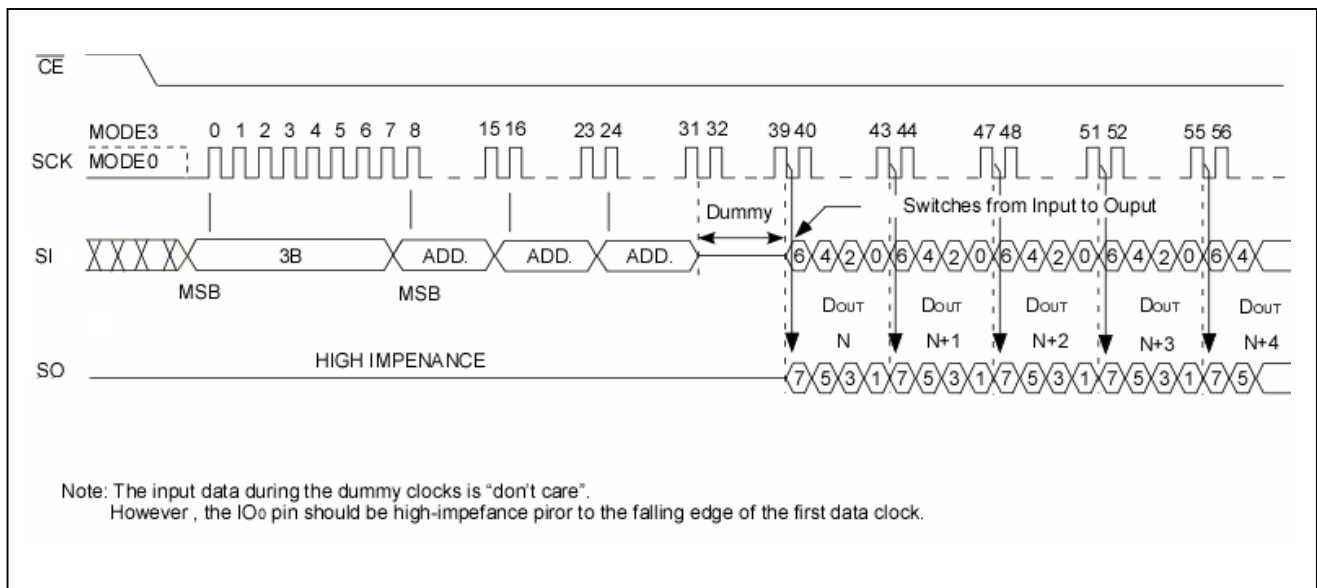 CE
MODE3 0 1 2 3 4 5 6 7 8 15 16 23 24 31 32 39 40 43 44 47 48 51 52 55 56
SCK MODE0
Dummy Switches from Input to Ouput
SI 3B ADD. ADD. ADD. 6 4 2 0 6 4 2 0 6 4 2 0 6 4 2 0 6 4
MSB MSB
DOUT DOUT DOUT DOUT DOUT
N N+1 N+2 N+3 N+4
HIGH IMPENANCE
SO 7 5 3 1 7 5 3 1 7 5 3 1 7 5 3 1 7 5
Note: The input data during the dummy clocks is “don't care”.
However , the IO0 pin should be high-impefance piror to the falling edge of the first data clock.